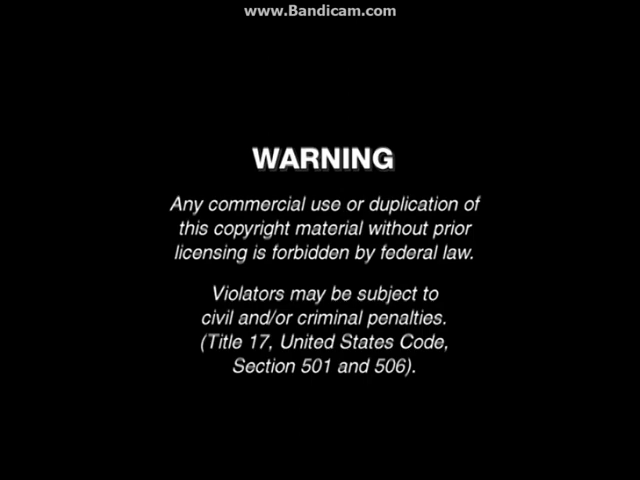 www.Bandicam.com
WARNING
Any commercial use or duplication of
this copyright material without prior
licensing is forbidden by federal law.
Violators may be subject to
civil and/or criminal penalties.
(Title 17, United States Code,
Section 501 and 506).